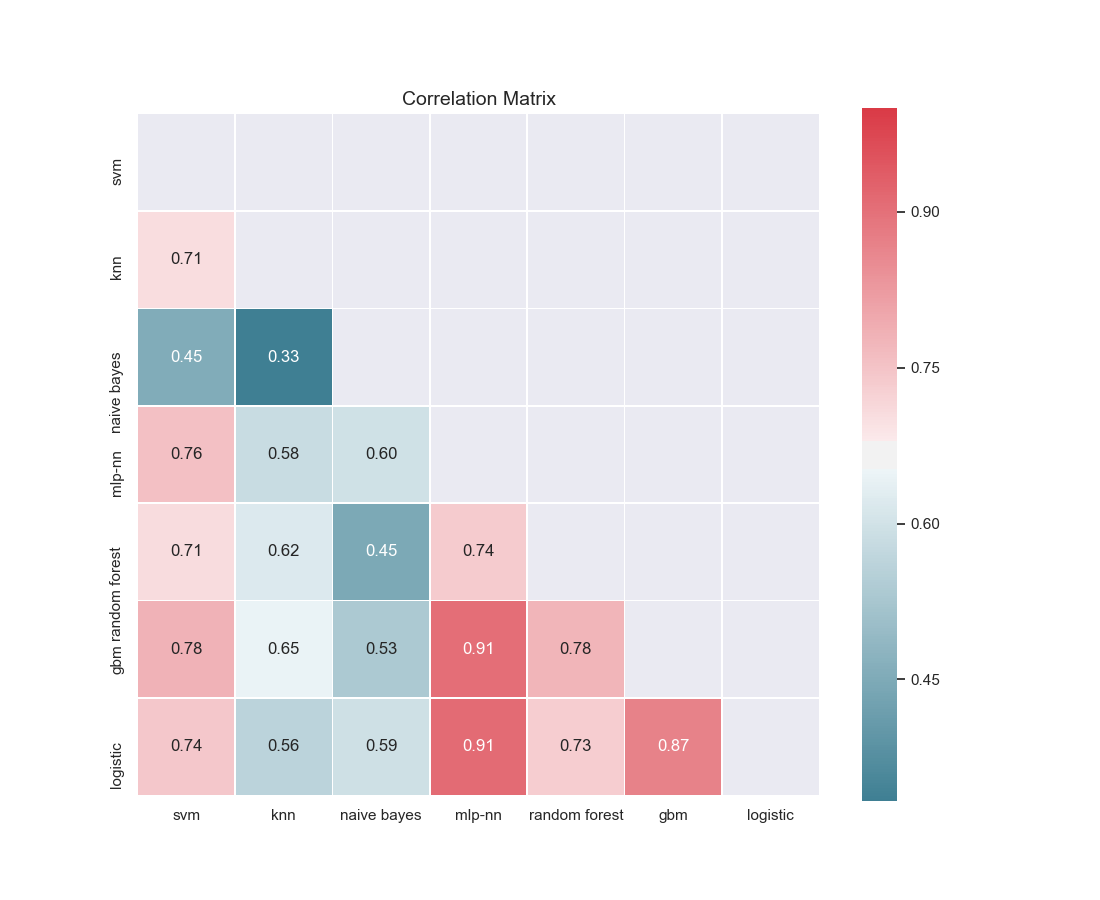 Correlation Matrix
svm
knn
0.71
naive bayes
0.45 0.33
mlp-nn
0.76 0.58 0.60
random forest
0.71 0.62 0.45 0.74
gbm
0.78 0.65 0.53 0.91 0.78
logistic
0.74 0.56 0.59 0.91 0.73 0.87
svm knn naive bayes mlp-nn random forest gbm logistic
0.90
0.75
0.60
0.45